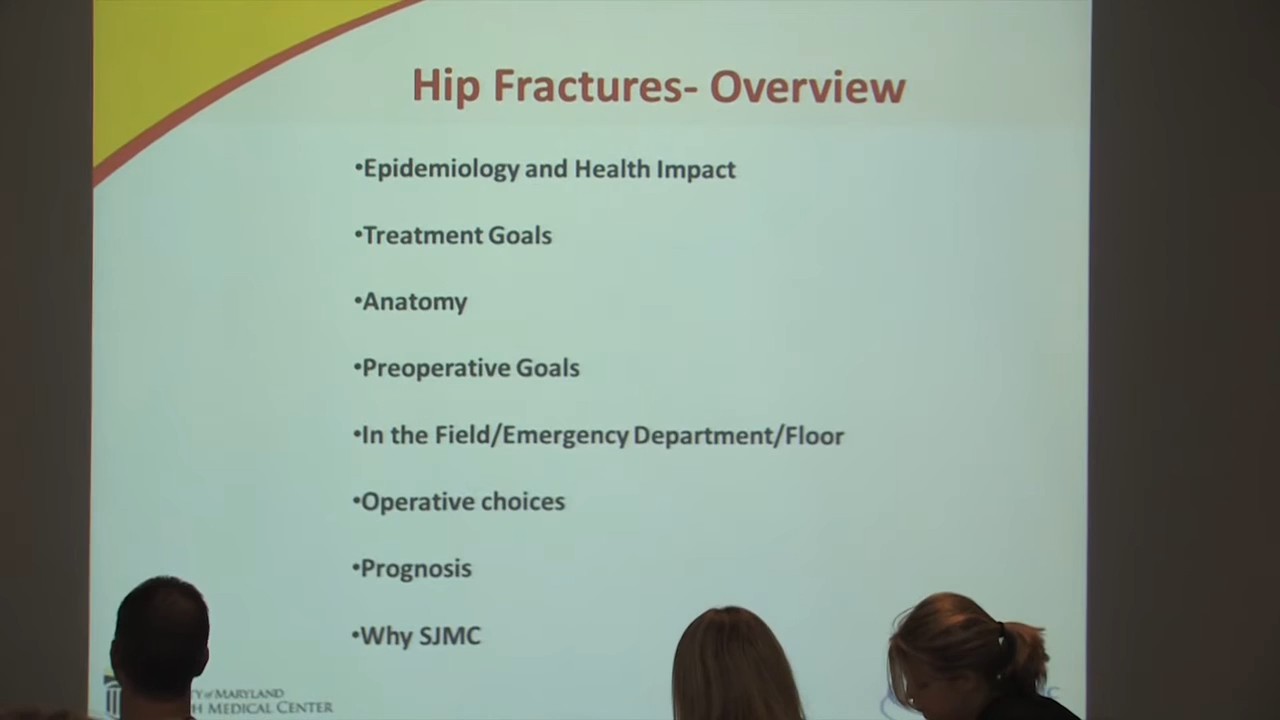 Hip Fractures- Overview
•Epidemiology and Health Impact
•Treatment Goals
•Anatomy
•Preoperative Goals
•In the Field/Emergency Department/Floor
•Operative choices
•Prognosis
•Why SJMC
of MARYLAND
MEDICAL CENTER